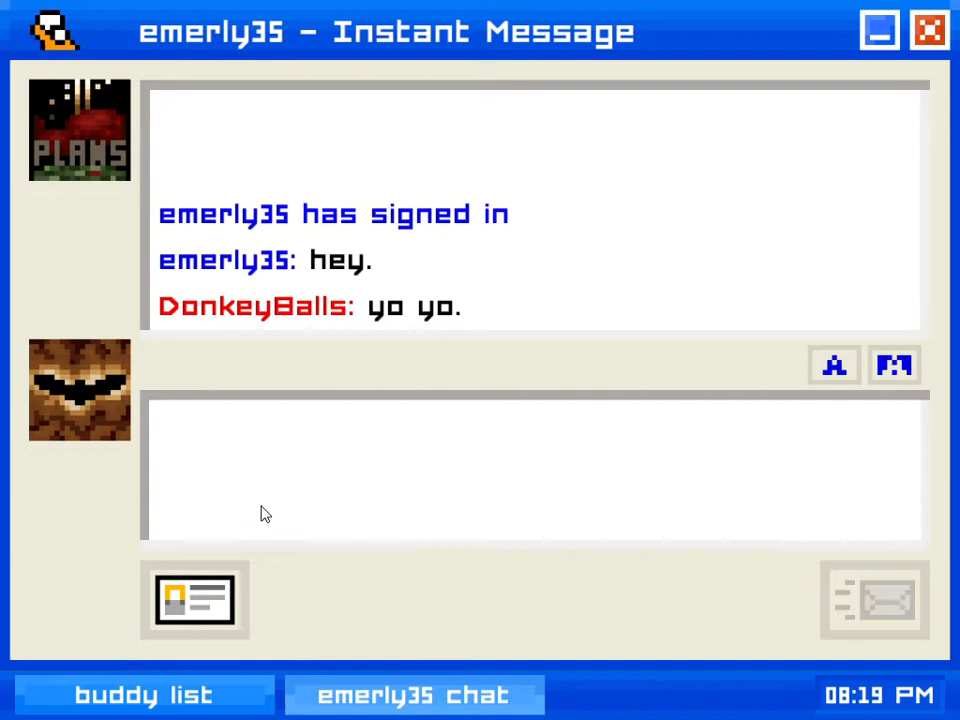 emerly35 - Instant Message
PLANS
emerly35 has signed in
emerly35: hey.
DonkeyBalls: yo yo.
A
buddy list
emerly35 chat
08:19 PM